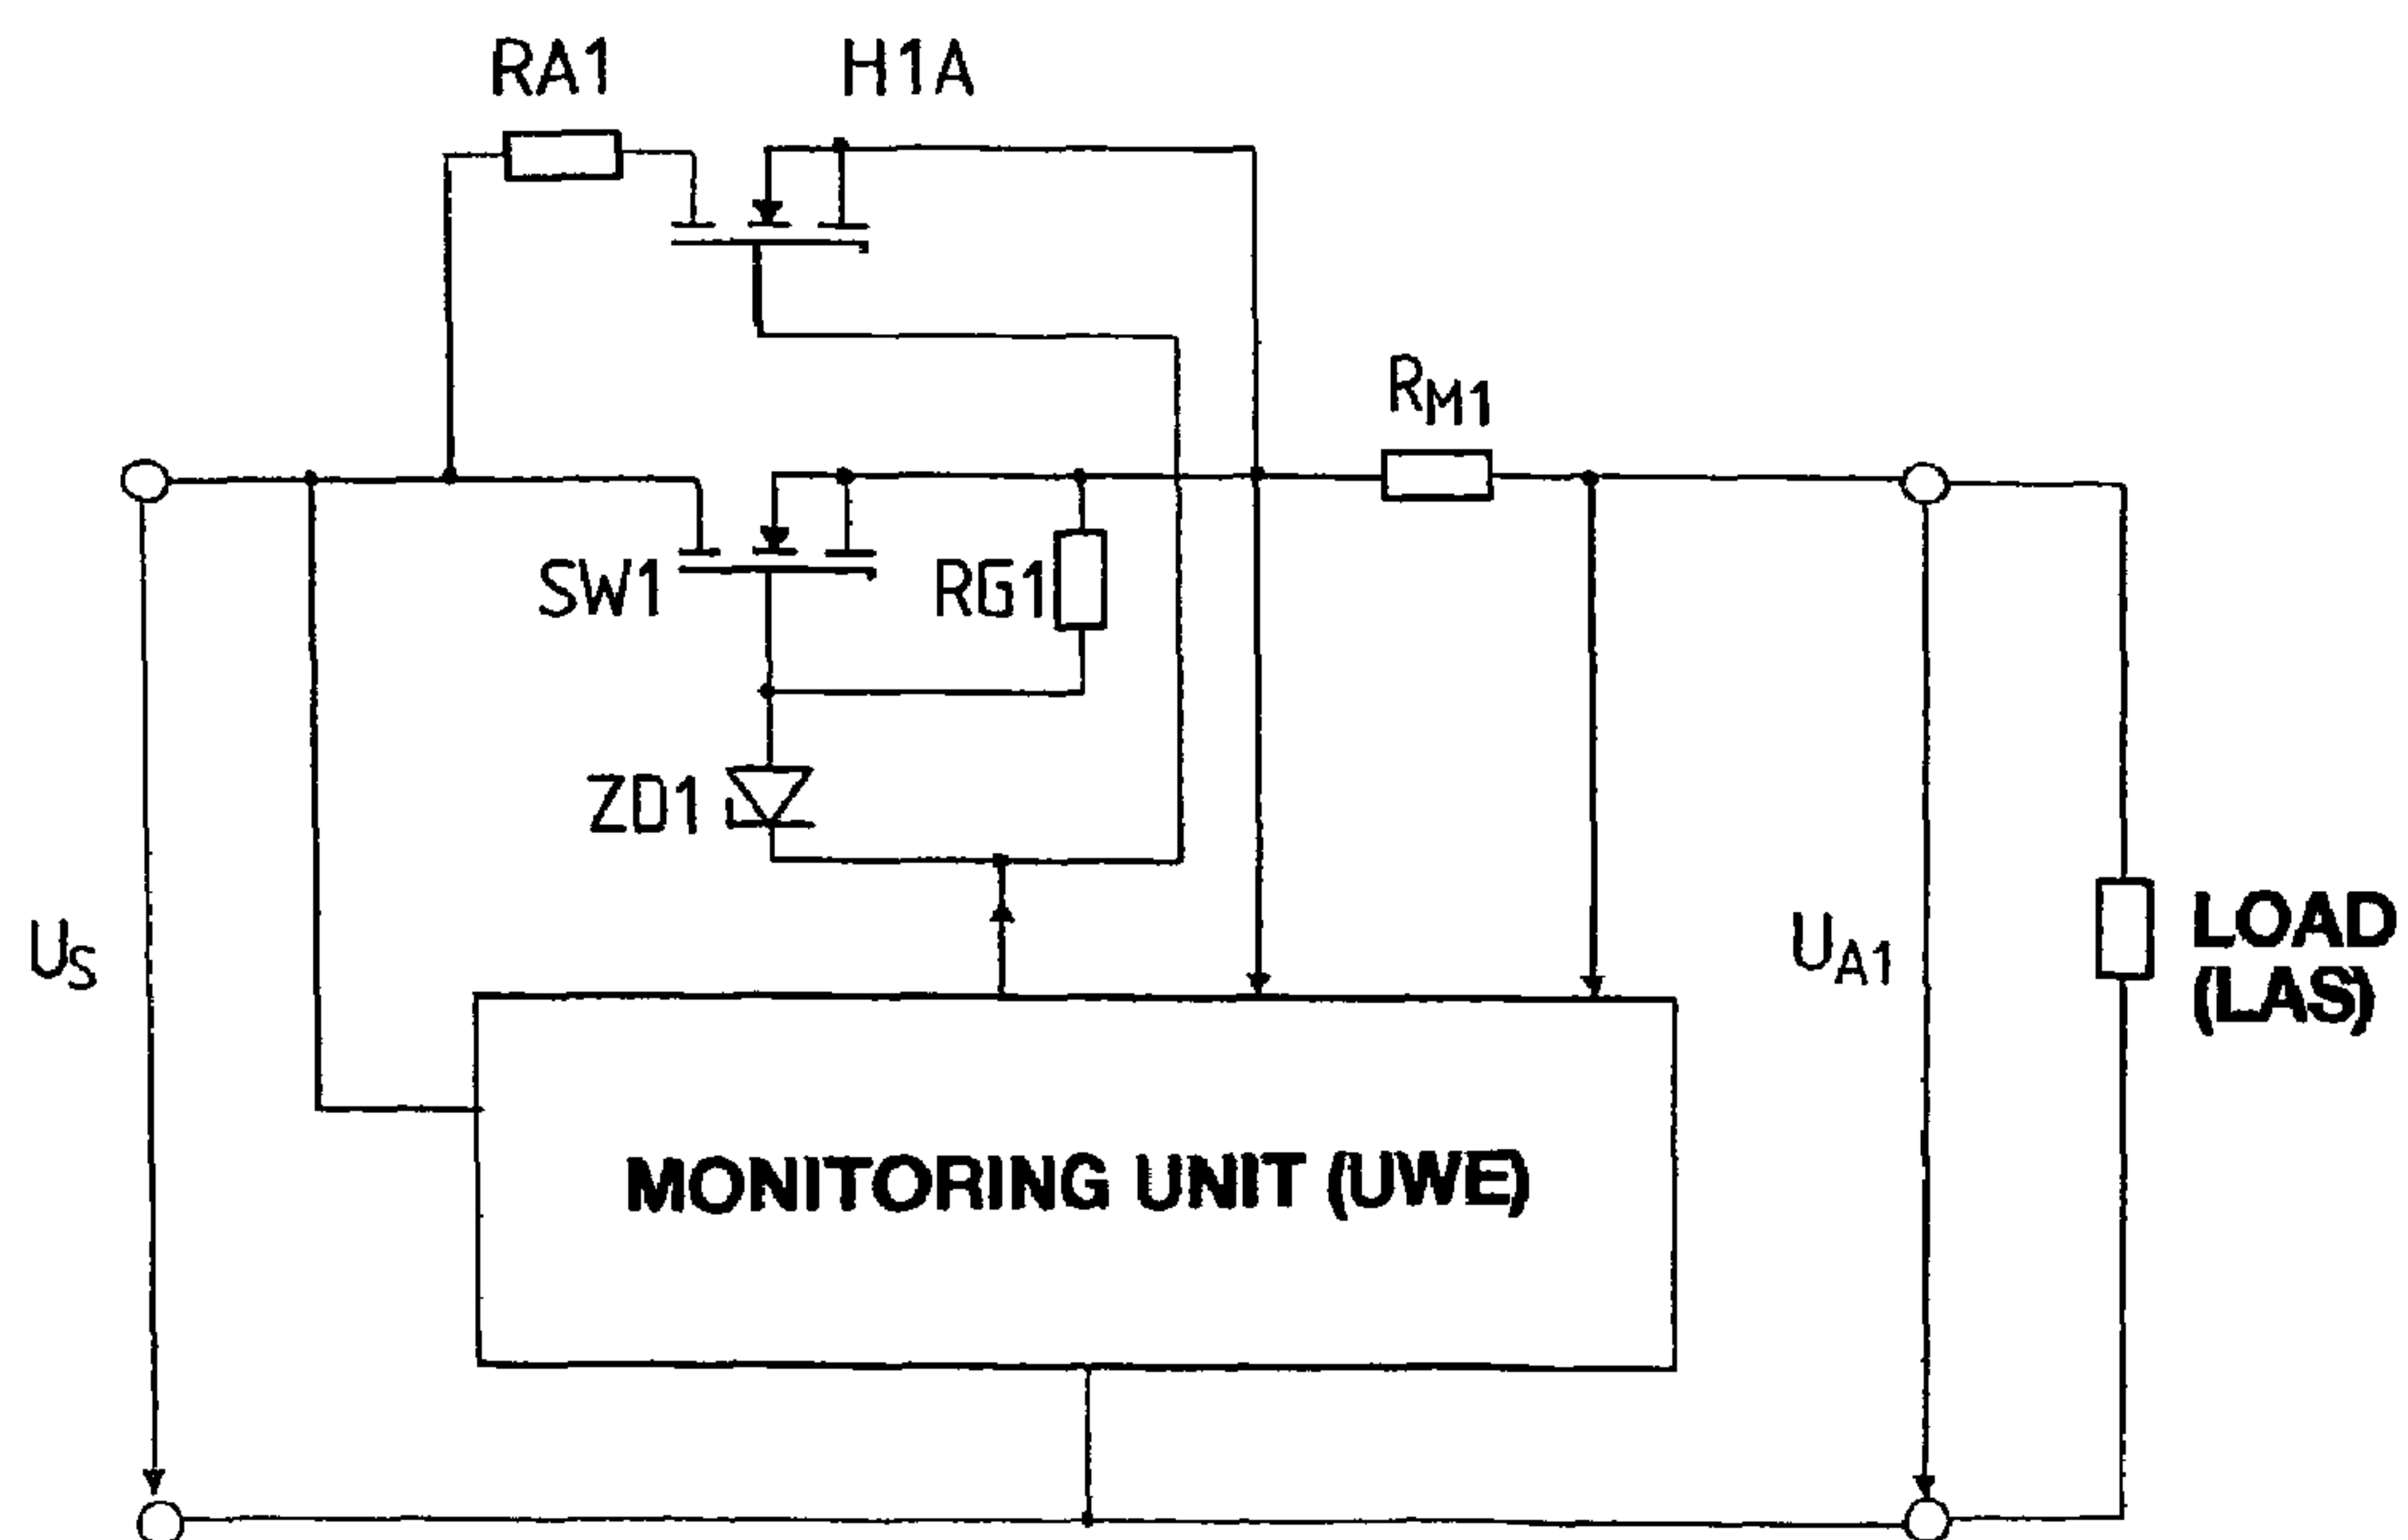 RA1 H1A
RM1
SW1 RG1
ZD1
US
UA1
LOAD
(LAS)
MONITORING UNIT (UWE)